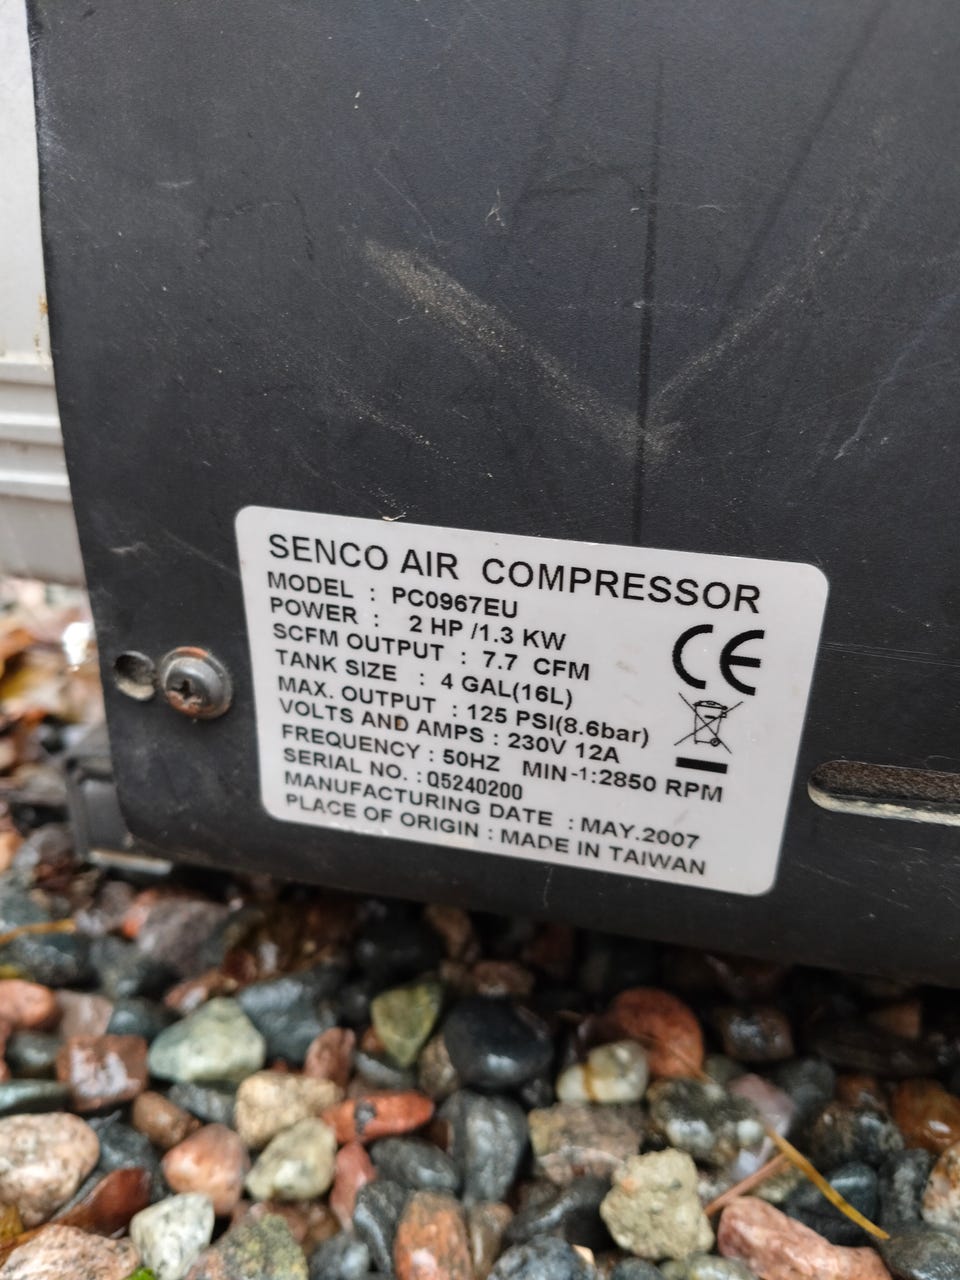 SENCO AIR COMPRESSOR
MODEL : PC0967EU
POWER : 2 HP /1.3 KW
SCFM OUTPUT : 7.7 CFM
TANK SIZE : 4 GAL(16L)
MAX. OUTPUT : 125 PSI(8.6bar)
VOLTS AND AMPS : 230V 12A
FREQUENCY : 50HZ MIN-1:2850 RPM
SERIAL NO. : Q5240200
MANUFACTURING DATE : MAY.2007
PLACE OF ORIGIN : MADE IN TAIWAN
CE